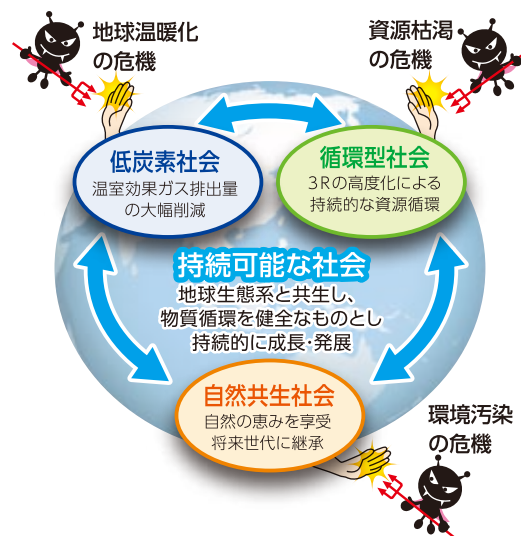 地球温暖化
の危機
資源枯渇
の危機
低炭素社会
温室効果ガス排出量
の大幅削減
循環型社会
3Rの高度化による
持続的な資源循環
持続可能な社会
地球生態系と共生し、
物質循環を健全なものとし
持続的に成長・発展
自然共生社会
自然の恵みを享受
将来世代に継承
環境汚染
の危機